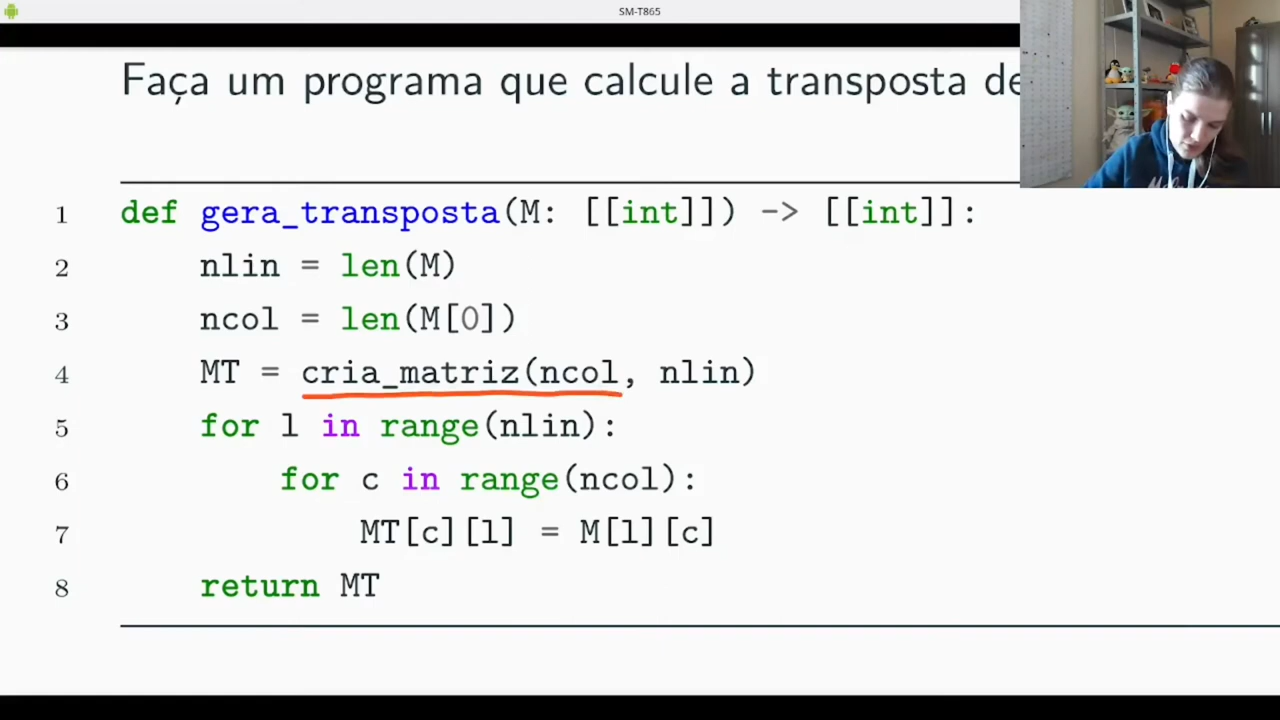 SM-T865
Faça um programa que calcule a transposta de
1 def gera_transposta(M: [[int]]) -> [[int]]:
2 nlin = len(M)
3 ncol = len(M[0])
4 MT = cria_matriz(ncol, nlin)
5 for l in range(nlin):
6 for c in range(ncol):
7 MT[c][l] = M[l][c]
8 return MT